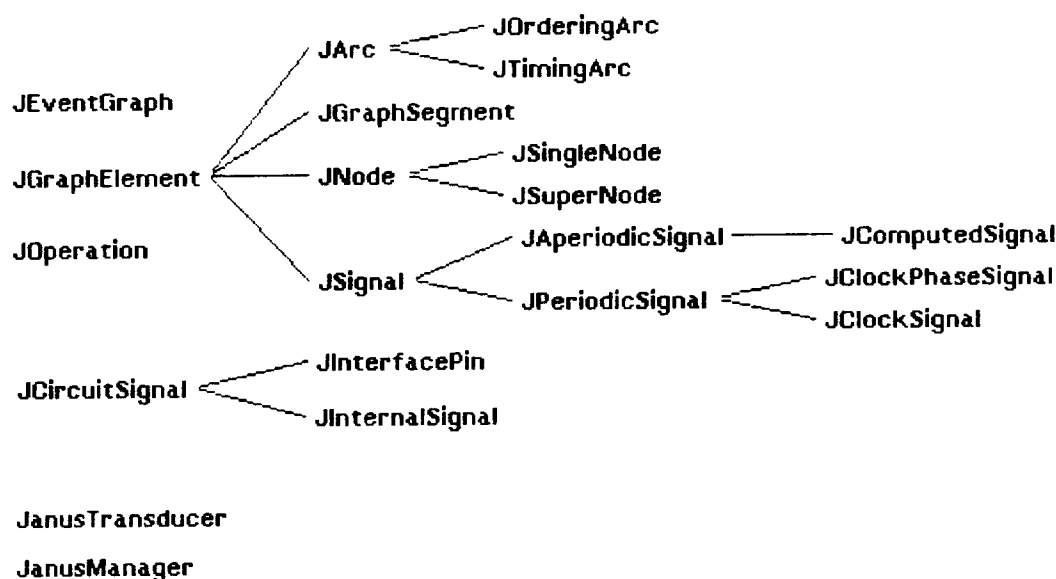 JOrderingArc
JArc
JTimingArc
JEventGraph
JGraphSegment
JSingleNode
JGraphElement
JNode
JSuperNode
JAperiodicSignal
JComputedSignal
JOperation
JSignal
JClockPhaseSignal
JPeriodicSignal
JClockSignal
JInterfacePin
JCircuitSignal
JInternalSignal
JanusTransducer
JanusManager